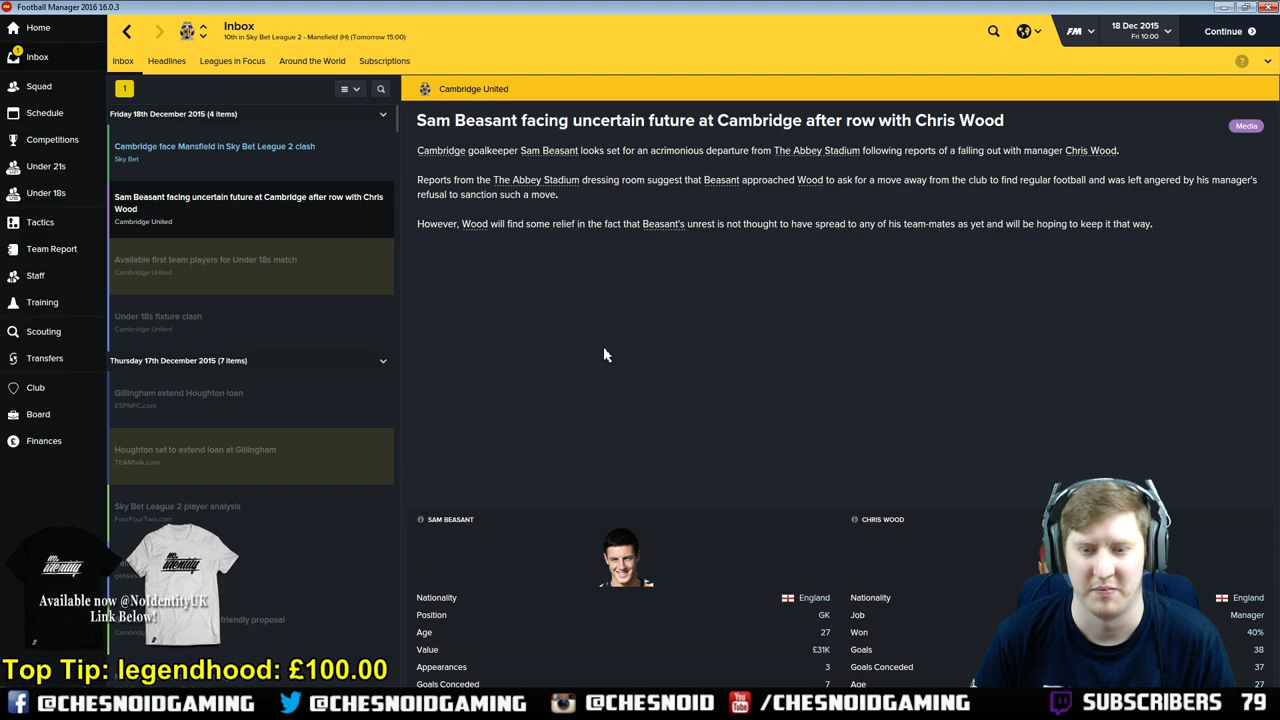 Football Manager 2016 16.0.3
Home
1
Inbox
Squad
Schedule
Competitions
Under 21s
Under 18s
Tactics
Team Report
Staff
Training
Scouting
Transfers
Club
Board
Finances
Inbox
10th in Sky Bet League 2 - Mansfield (H) (Tomorrow 15:00)
FM
18 Dec 2015
Fri 10:00
Continue
Inbox
Headlines
Leagues in Focus
Around the World
Subscriptions
?
1
Friday 18th December 2015 (4 items)
Cambridge face Mansfield in Sky Bet League 2 clash
Sky Bet
Sam Beasant facing uncertain future at Cambridge after row with Chris
Wood
Cambridge United
Available first team players for Under 18s match
Cambridge United
Under 18s fixture clash
Cambridge United
Thursday 17th December 2015 (7 items)
Gillingham extend Houghton loan
ESPNFC.com
Houghton set to extend loan at Gillingham
TEAMtalk.com
Sky Bet League 2 player analysis
FourFourTwo.com
friendly proposal
Cambridge United
Sam Beasant facing uncertain future at Cambridge after row with Chris Wood
Media
Cambridge goalkeeper Sam Beasant looks set for an acrimonious departure from The Abbey Stadium following reports of a falling out with manager Chris Wood.
Reports from the The Abbey Stadium dressing room suggest that Beasant approached Wood to ask for a move away from the club to find regular football and was left angered by his manager's
refusal to sanction such a move.
However, Wood will find some relief in the fact that Beasant's unrest is not thought to have spread to any of his team-mates as yet and will be hoping to keep it that way.
SAM BEASANT
Nationality England
Position GK
Age 27
Value £31K
Appearances 3
Goals Conceded 7
CHRIS WOOD
Nationality England
Job Manager
Won 40%
Goals 38
Goals Conceded 37
Age 27
No. Identity
No. Identity
Available now @NoIdentityUK
Link Below!
Top Tip: legendhood: £100.00
@CHESNOIDGAMING
@CHESNOIDGAMING
@CHESNOIDGAMING
You Tube /CHESNOIDGAMING
SUBSCRIBERS 79